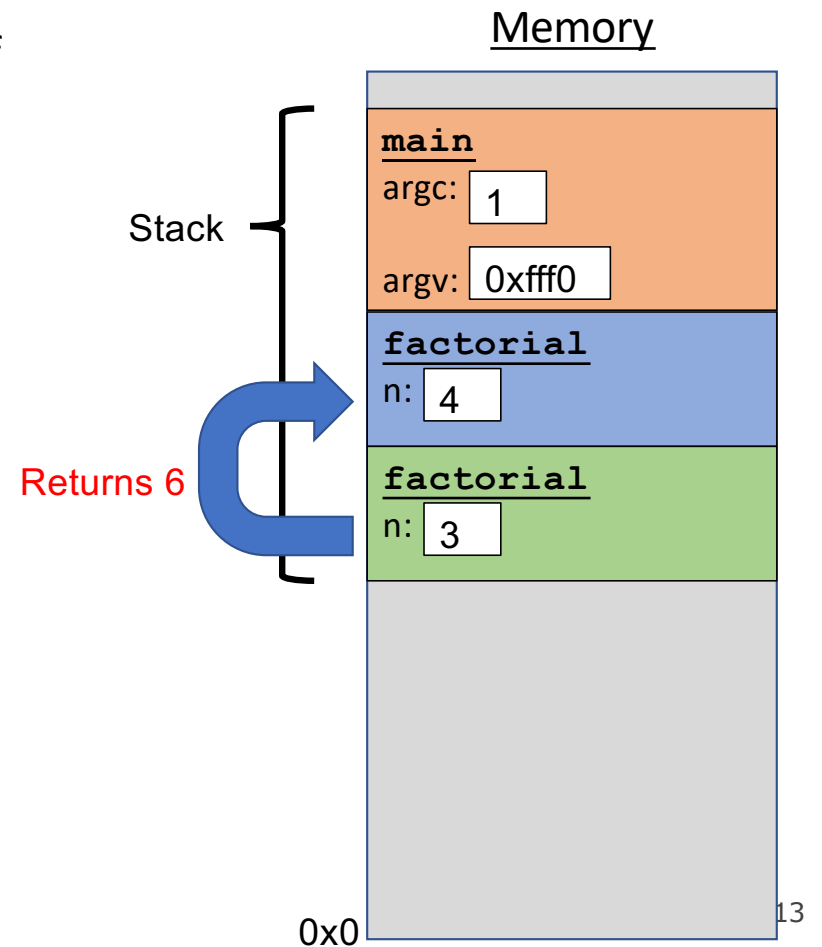 Memory
main
argc: 1
Stack
argv: 0xfff0
factorial
n: 4
Returns 6
factorial
n: 3
13
0x0